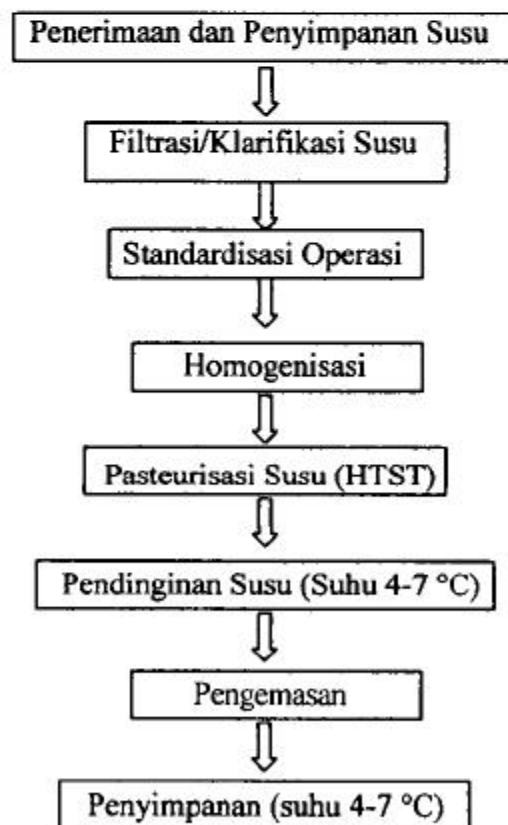 Penerimaan dan Penyimpanan Susu
Filtrasi/Klarifikasi Susu
Standardisasi Operasi
Homogenisasi
Pasteurisasi Susu (HTST)
Pendinginan Susu (Suhu 4-7 °C)
Pengemasan
Penyimpanan (suhu 4-7 °C)